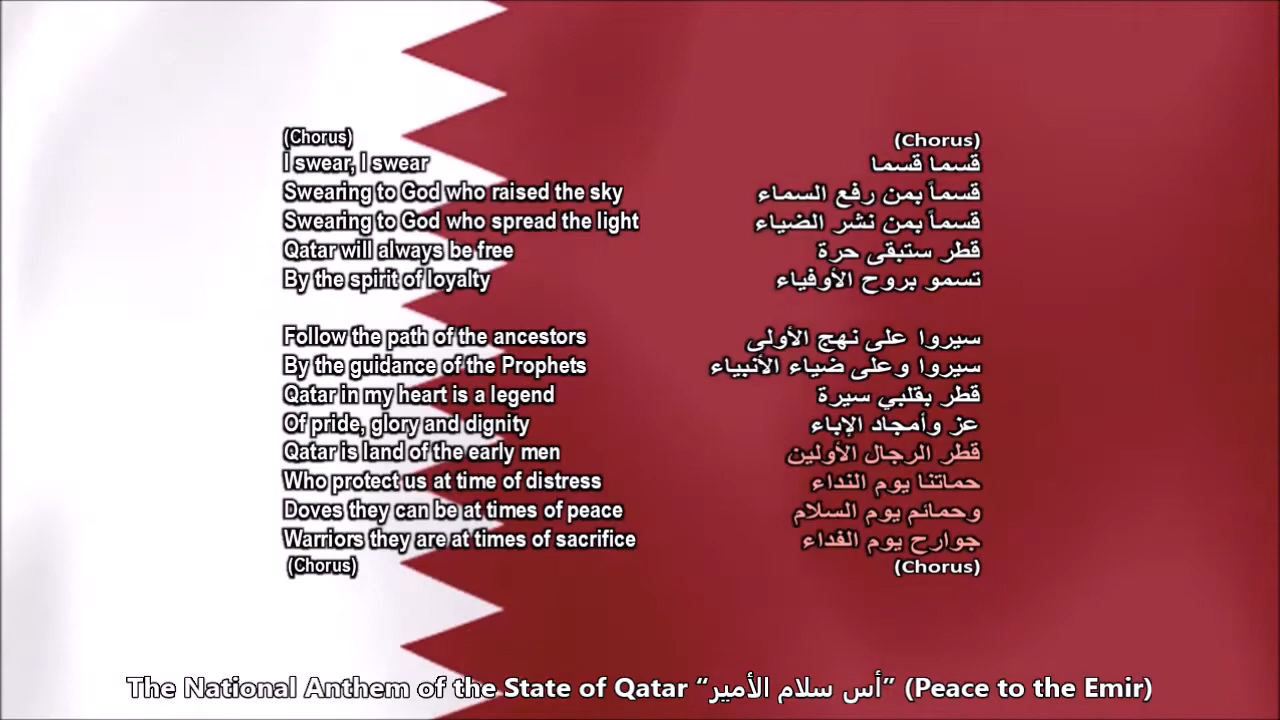 (Chorus)
I swear, I swear
Swearing to God who raised the sky
Swearing to God who spread the light
Qatar will always be free
By the spirit of loyalty
Follow the path of the ancestors
By the guidance of the Prophets
Qatar in my heart is a legend
Of pride, glory and dignity
Qatar is land of the early men
Who protect us at time of distress
Doves they can be at times of peace
Warriors they are at times of sacrifice
(Chorus)
(Chorus)
قسما قسما
قسماً بمن رفع السماء
قسماً بمن نشر الضياء
قطر ستبقى حرة
تسمو بروح الأوفياء
سيروا على نهج الأولى
سيروا وعلى ضياء الأنبياء
قطر بقلبي سيرة
عز وأمجاد الإباء
قطر الرجال الأولين
حماتنا يوم النداء
وحمائم يوم السلام
جوارح يوم الفداء
(Chorus)
The National Anthem of the State of Qatar “أس سلام الأمير” (Peace to the Emir)